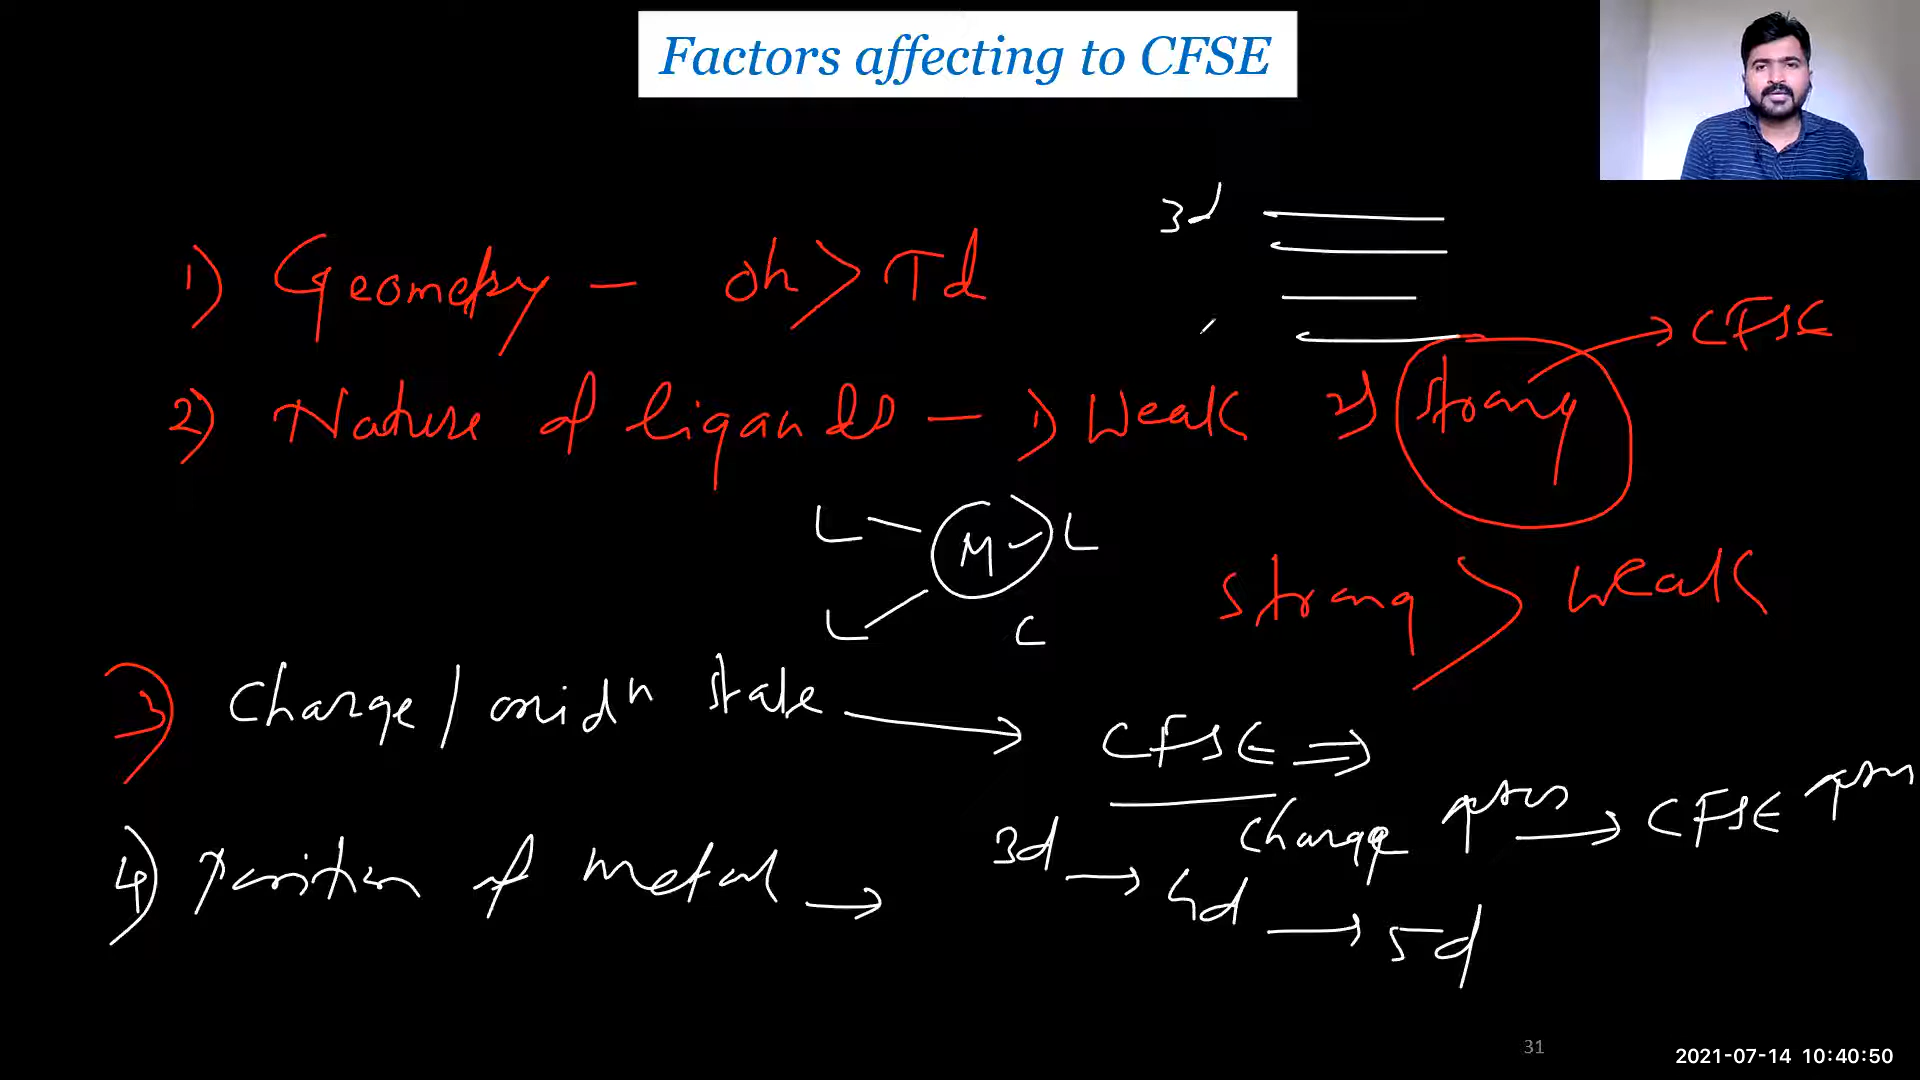 Factors affecting to CFSE
3d
1) Geometry - Oh > Td
CFSE
2) Nature of ligands - 1) Weak 2) Strong
L M L
L C
Strong > Weak
3) Charge/oxidn State → CFSE ⇒
Charge → CFSE
4) Position of metal → 3d → 4d → 5d
31
2021-07-14 10:40:50